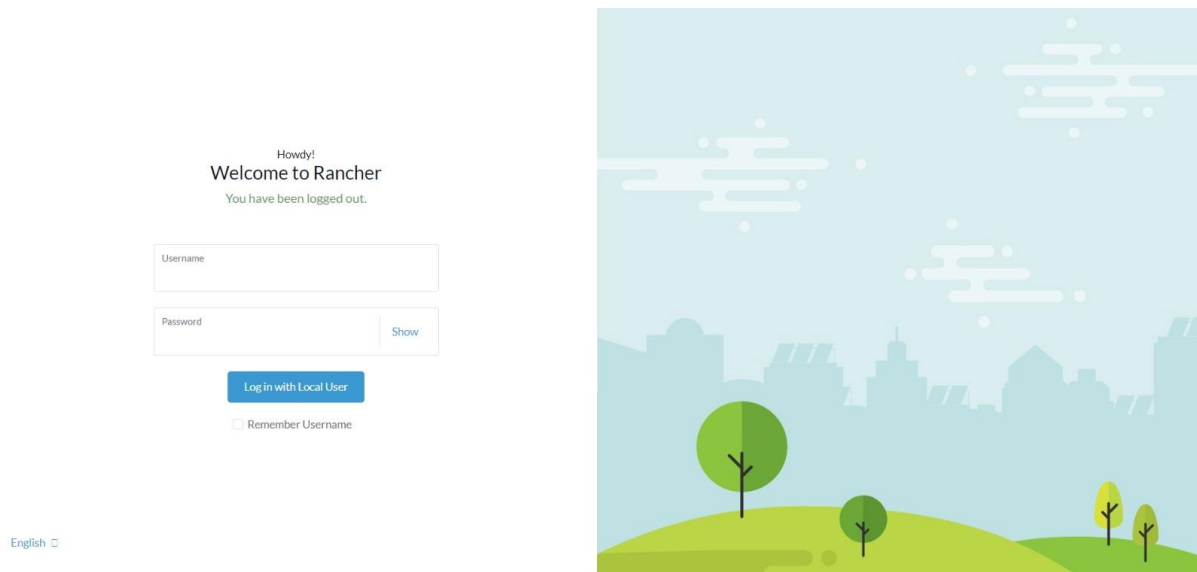 Howdy!
Welcome to Rancher
You have been logged out.
Username
Password
Show
Log in with Local User
Remember Username
English